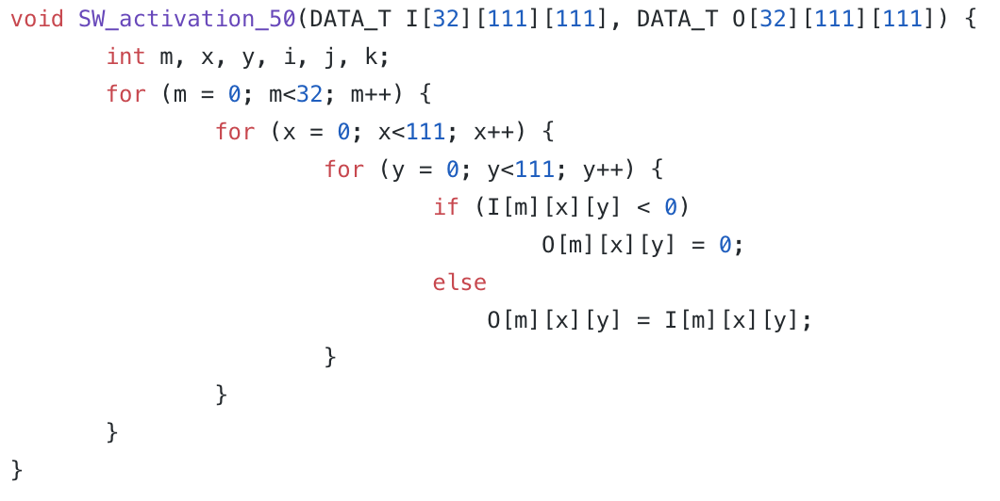 void SW_activation_50(DATA_T I[32][111][111], DATA_T O[32][111][111]) {
        int m, x, y, i, j, k;
        for (m = 0; m<32; m++) {
                for (x = 0; x<111; x++) {
                        for (y = 0; y<111; y++) {
                                if (I[m][x][y] < 0)
                                        O[m][x][y] = 0;
                                else
                                    O[m][x][y] = I[m][x][y];
                        }
                }
        }
}